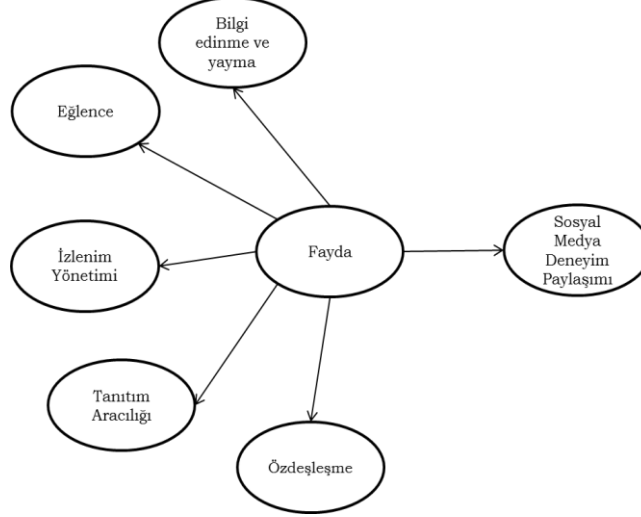 Bilgi
edinme ve
yayma
Eğlence
İzlenim
Yönetimi
Fayda
Sosyal
Medya
Deneyim
Paylaşımı
Tanıtım
Aracılığı
Özdeşleşme